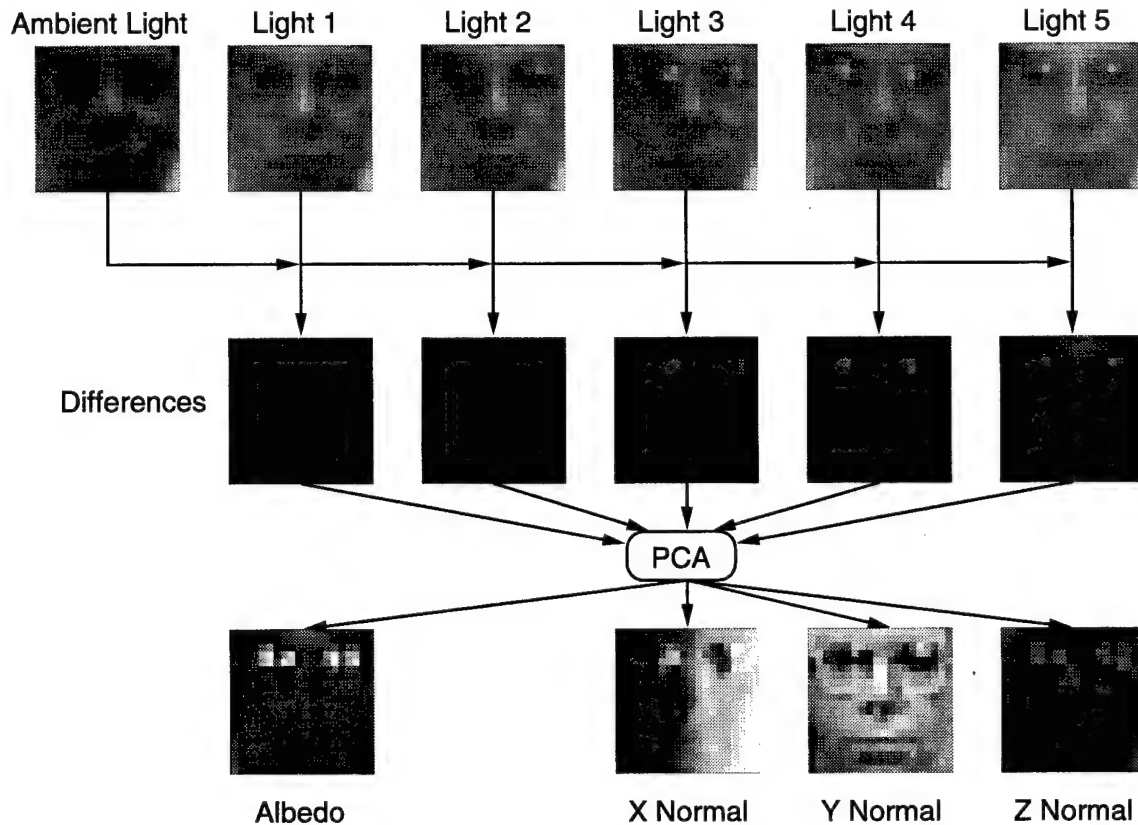 Ambient Light Light 1 Light 2 Light 3 Light 4 Light 5
Differences
PCA
Albedo X Normal Y Normal Z Normal